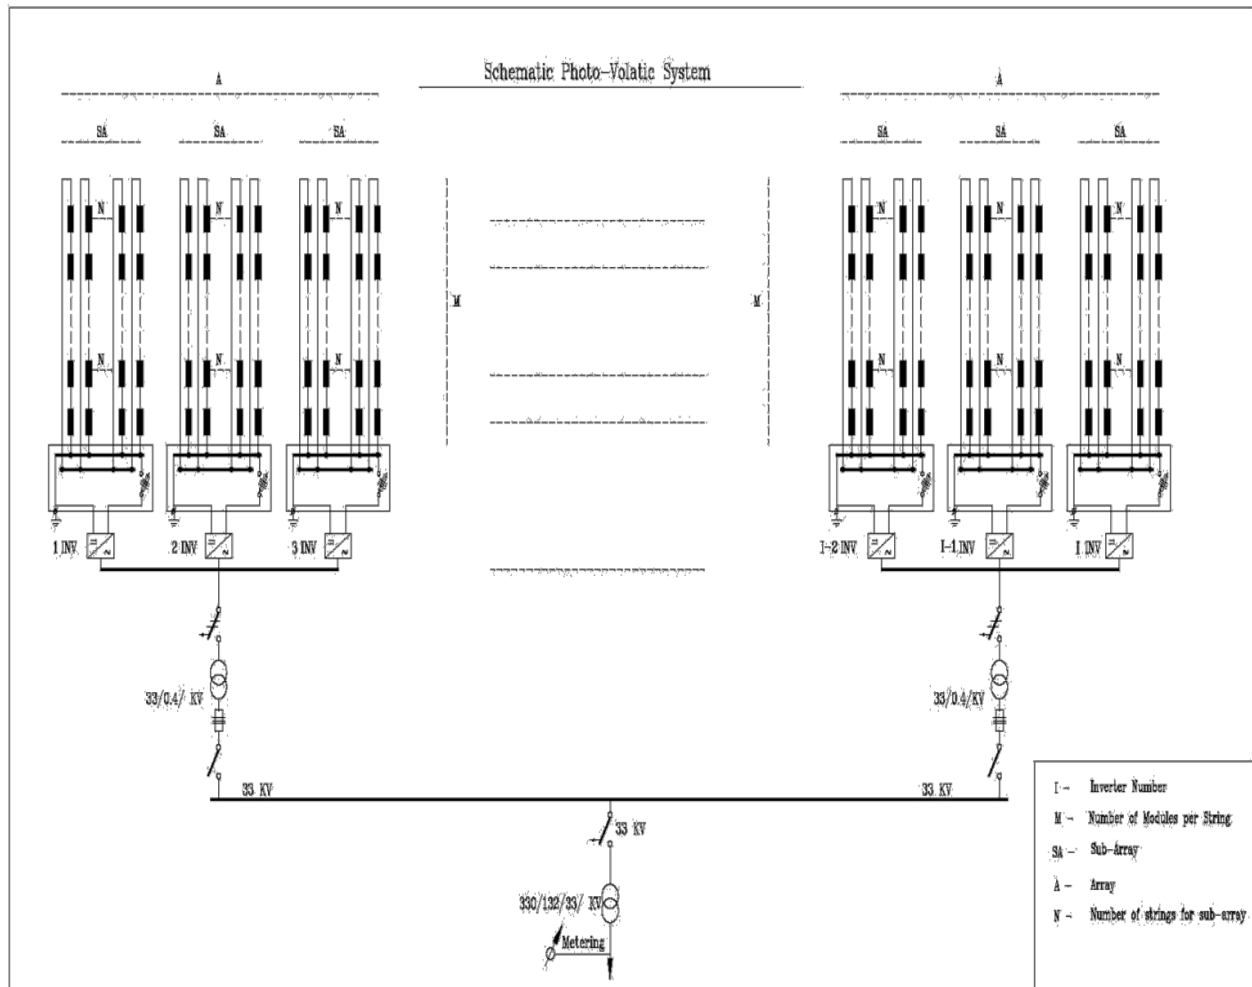 Schematic Photo-Volatic System
A
A
SA
SA
SA
SA
SA
SA
N
N
N
N
N
N
M
M
N
N
N
N
N
N
1 INV
2 INV
3 INV
I-2 INV
I-1 INV
I INV
33/0.4/ KV
33/0.4/KV
33 KV
33 KV
33 KV
330/132/33/ KV
Metering
I - Inverter Number
M - Number of Modules per String
SA - Sub-Array
A - Array
N - Number of strings for sub-array